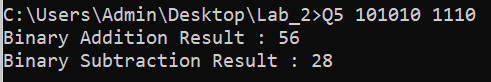 C:\Users\Admin\Desktop\Lab_2>Q5 101010 1110
Binary Addition Result : 56
Binary Subtraction Result : 28